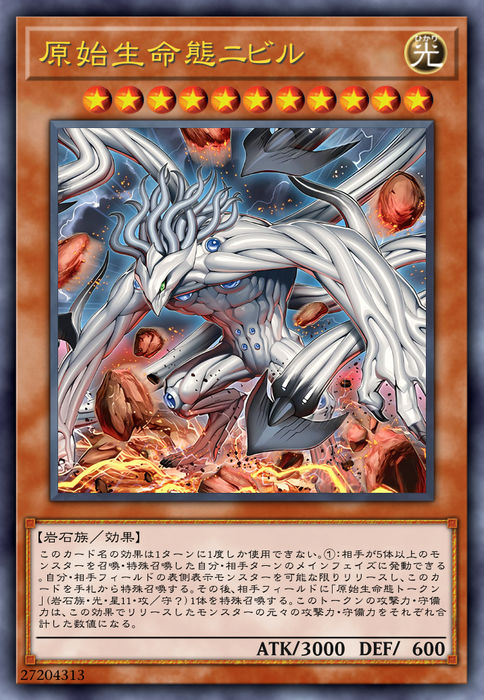 原始生命態ニビル
ひかり
光
【岩石族／効果】
このカード名の効果は1ターンに1度しか使用できない。①:相手が5体以上のモ
ンスターを召喚・特殊召喚した自分・相手ターンのメインフェイズに発動でき
る。自分・相手フィールドの表側表示モンスターを可能な限りリリースし、このカ
ードを手札から特殊召喚する。その後、相手フィールドに「原始生命態トークン
」(岩石族・光・星11・攻／守？)1体を特殊召喚する。このトークンの攻撃力・守備
力は、この効果でリリースしたモンスターの元々の攻撃力・守備力をそれぞれ合
計した数値になる。
ATK/3000 DEF/ 600
27204313